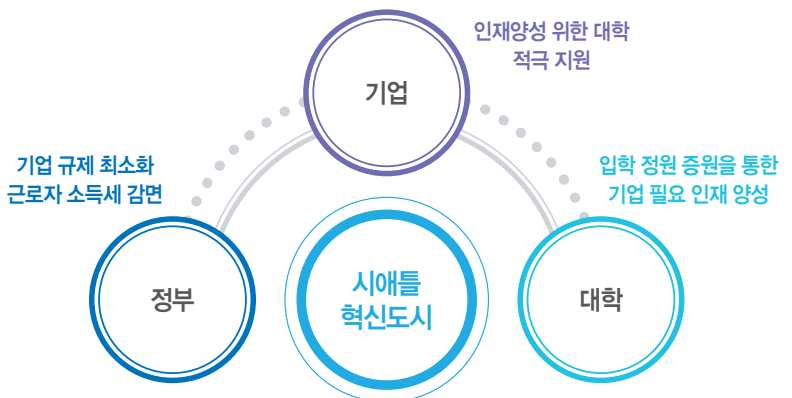 인재양성 위한 대학
적극 지원
기업
기업 규제 최소화
근로자 소득세 감면
입학 정원 증원을 통한
기업 필요 인재 양성
정부
시애틀
혁신도시
대학